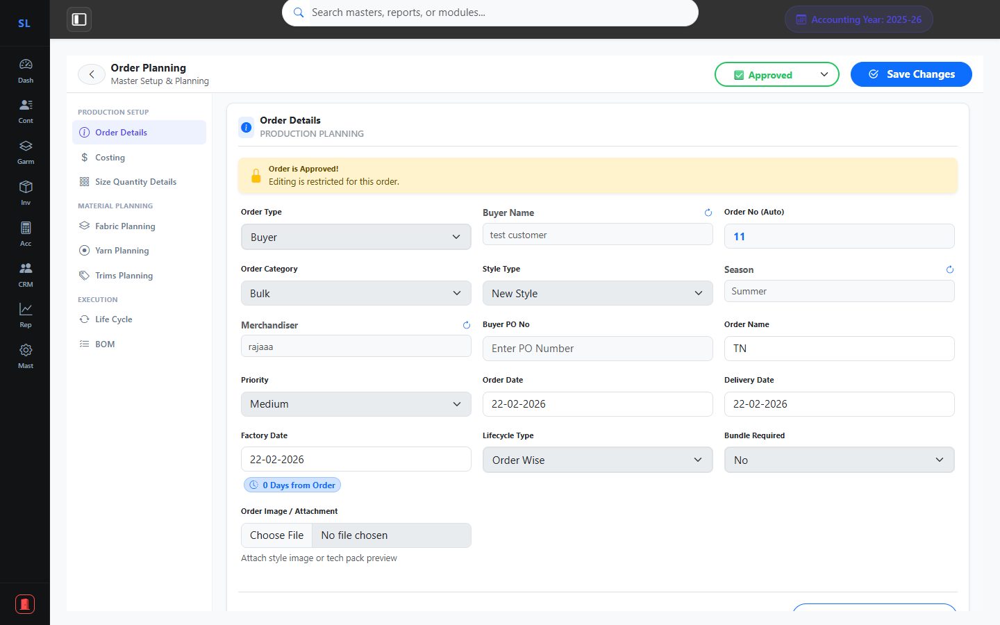 SL
Search masters, reports, or modules...
Accounting Year: 2025-26
Dash
Cont
Garm
Inv
Acc
CRM
Rep
Mast
Order Planning
Master Setup & Planning
Approved
Save Changes
PRODUCTION SETUP
Order Details
Costing
Size Quantity Details
MATERIAL PLANNING
Fabric Planning
Yarn Planning
Trims Planning
EXECUTION
Life Cycle
BOM
Order Details
PRODUCTION PLANNING
Order is Approved!
Editing is restricted for this order.
Order Type
Buyer
Buyer Name
test customer
Order No (Auto)
11
Order Category
Bulk
Style Type
New Style
Season
Summer
Merchandiser
rajaaa
Buyer PO No
Enter PO Number
Order Name
TN
Priority
Medium
Order Date
22-02-2026
Delivery Date
22-02-2026
Factory Date
22-02-2026
0 Days from Order
Lifecycle Type
Order Wise
Bundle Required
No
Order Image / Attachment
Choose File No file chosen
Attach style image or tech pack preview